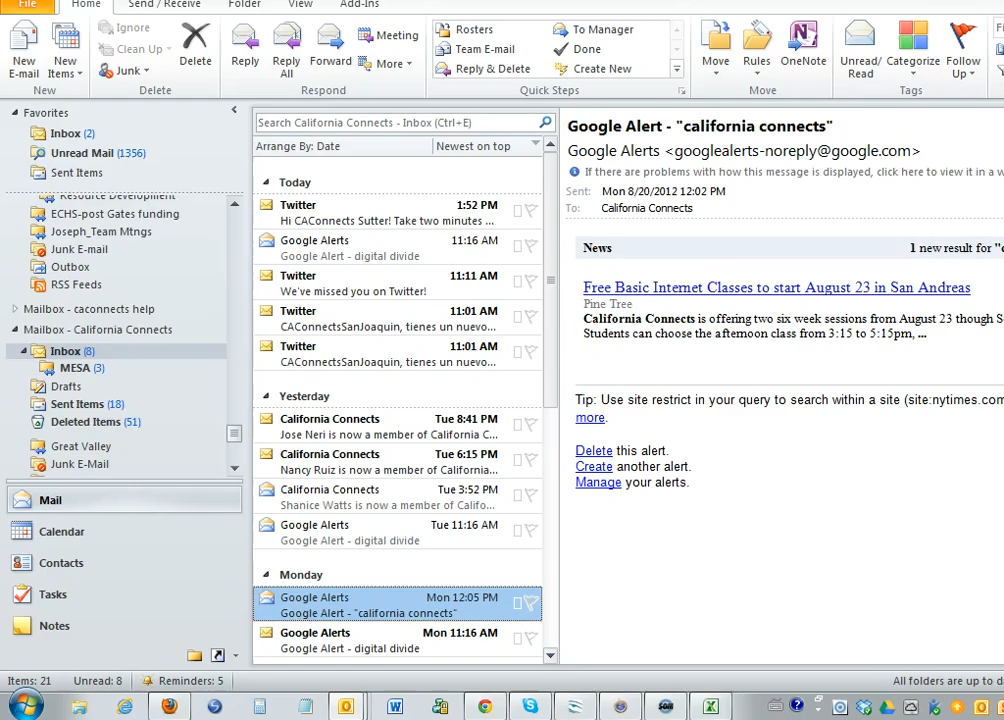 File Home Send / Receive Folder View Add-Ins
New E-mail
New Items
Ignore
Clean Up
Junk
Delete
Reply
Reply All
Forward
Meeting
More
Rosters
Team E-mail
Reply & Delete
To Manager
Done
Create New
Move
Rules
OneNote
Unread/ Read
Categorize
Follow Up
New Delete Respond Quick Steps Move Tags
Favorites
Inbox (2)
Unread Mail (1356)
Sent Items
Resource Development
ECHS-post Gates funding
Joseph_Team Mtngs
Junk E-mail
Outbox
RSS Feeds
Mailbox - caconnects help
Mailbox - California Connects
Inbox (8)
MESA (3)
Drafts
Sent Items (18)
Deleted Items (51)
Great Valley
Junk E-Mail
Mail
Calendar
Contacts
Tasks
Notes
Search California Connects - Inbox (Ctrl+E)
Arrange By: Date Newest on top
Today
Twitter 1:52 PM
Hi CAConnects Sutter! Take two minutes ...
Google Alerts 11:16 AM
Google Alert - digital divide
Twitter 11:11 AM
We've missed you on Twitter!
Twitter 11:01 AM
CAConnectsSanJoaquin, tienes un nuevo...
Twitter 11:01 AM
CAConnectsSanJoaquin, tienes un nuevo...
Yesterday
California Connects Tue 8:41 PM
Jose Neri is now a member of California C...
California Connects Tue 6:15 PM
Nancy Ruiz is now a member of California...
California Connects Tue 3:52 PM
Shanice Watts is now a member of Califo...
Google Alerts Tue 11:16 AM
Google Alert - digital divide
Monday
Google Alerts Mon 12:05 PM
Google Alert - "california connects"
Google Alerts Mon 11:16 AM
Google Alert - digital divide
Google Alert - "california connects"
Google Alerts <googlealerts-noreply@google.com>
If there are problems with how this message is displayed, click here to view it in a w
Sent: Mon 8/20/2012 12:02 PM
To: California Connects
News 1 new result for "c
Free Basic Internet Classes to start August 23 in San Andreas
Pine Tree
California Connects is offering two six week sessions from August 23 though S
Students can choose the afternoon class from 3:15 to 5:15pm, ...
Tip: Use site restrict in your query to search within a site (site:nytimes.com
more.
Delete this alert.
Create another alert.
Manage your alerts.
Items: 21 Unread: 8 Reminders: 5 All folders are up to d